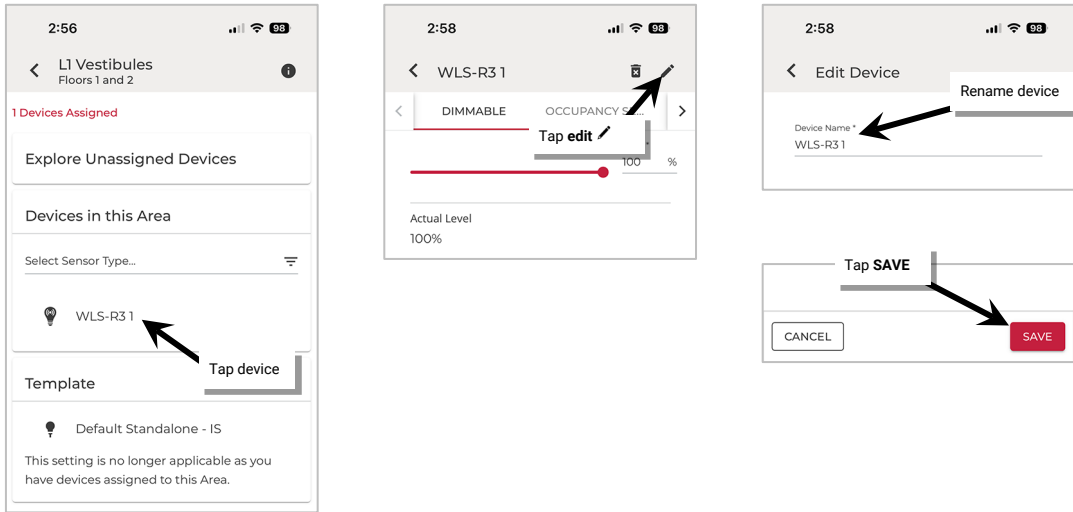 2:56
98
L1 Vestibules
Floors 1 and 2
1 Devices Assigned
Explore Unassigned Devices
Devices in this Area
Select Sensor Type...
WLS-R3 1
Tap device
Template
Default Standalone - IS
This setting is no longer applicable as you
have devices assigned to this Area.
2:58
98
WLS-R3 1
DIMMABLE
OCCUPANCY
Tap edit
100 %
Actual Level
100%
2:58
98
Edit Device
Rename device
Device Name *
WLS-R3 1
Tap SAVE
CANCEL
SAVE